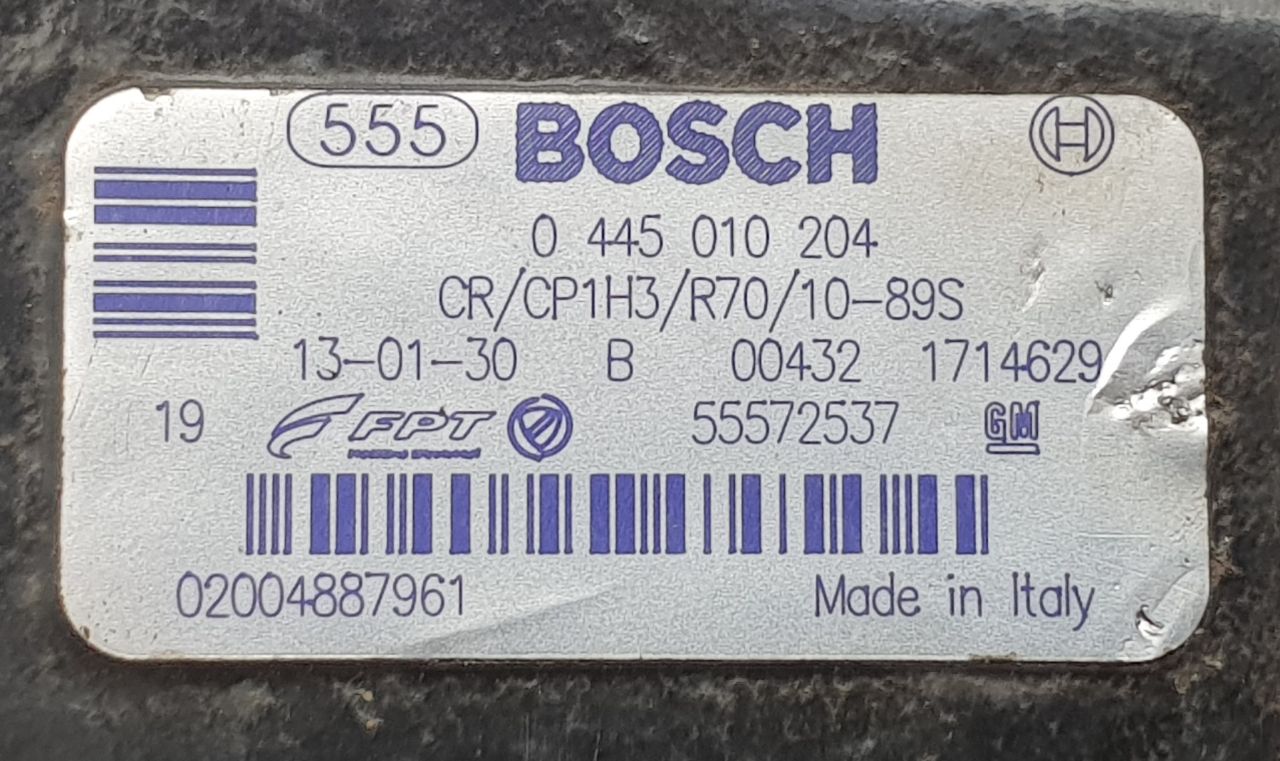 555 BOSCH
0 445 010 204
CR/CP1H3/R70/10-89S
13-01-30 B 00432 1714629
19 FPT 55572537 GM
02004887961 Made in Italy